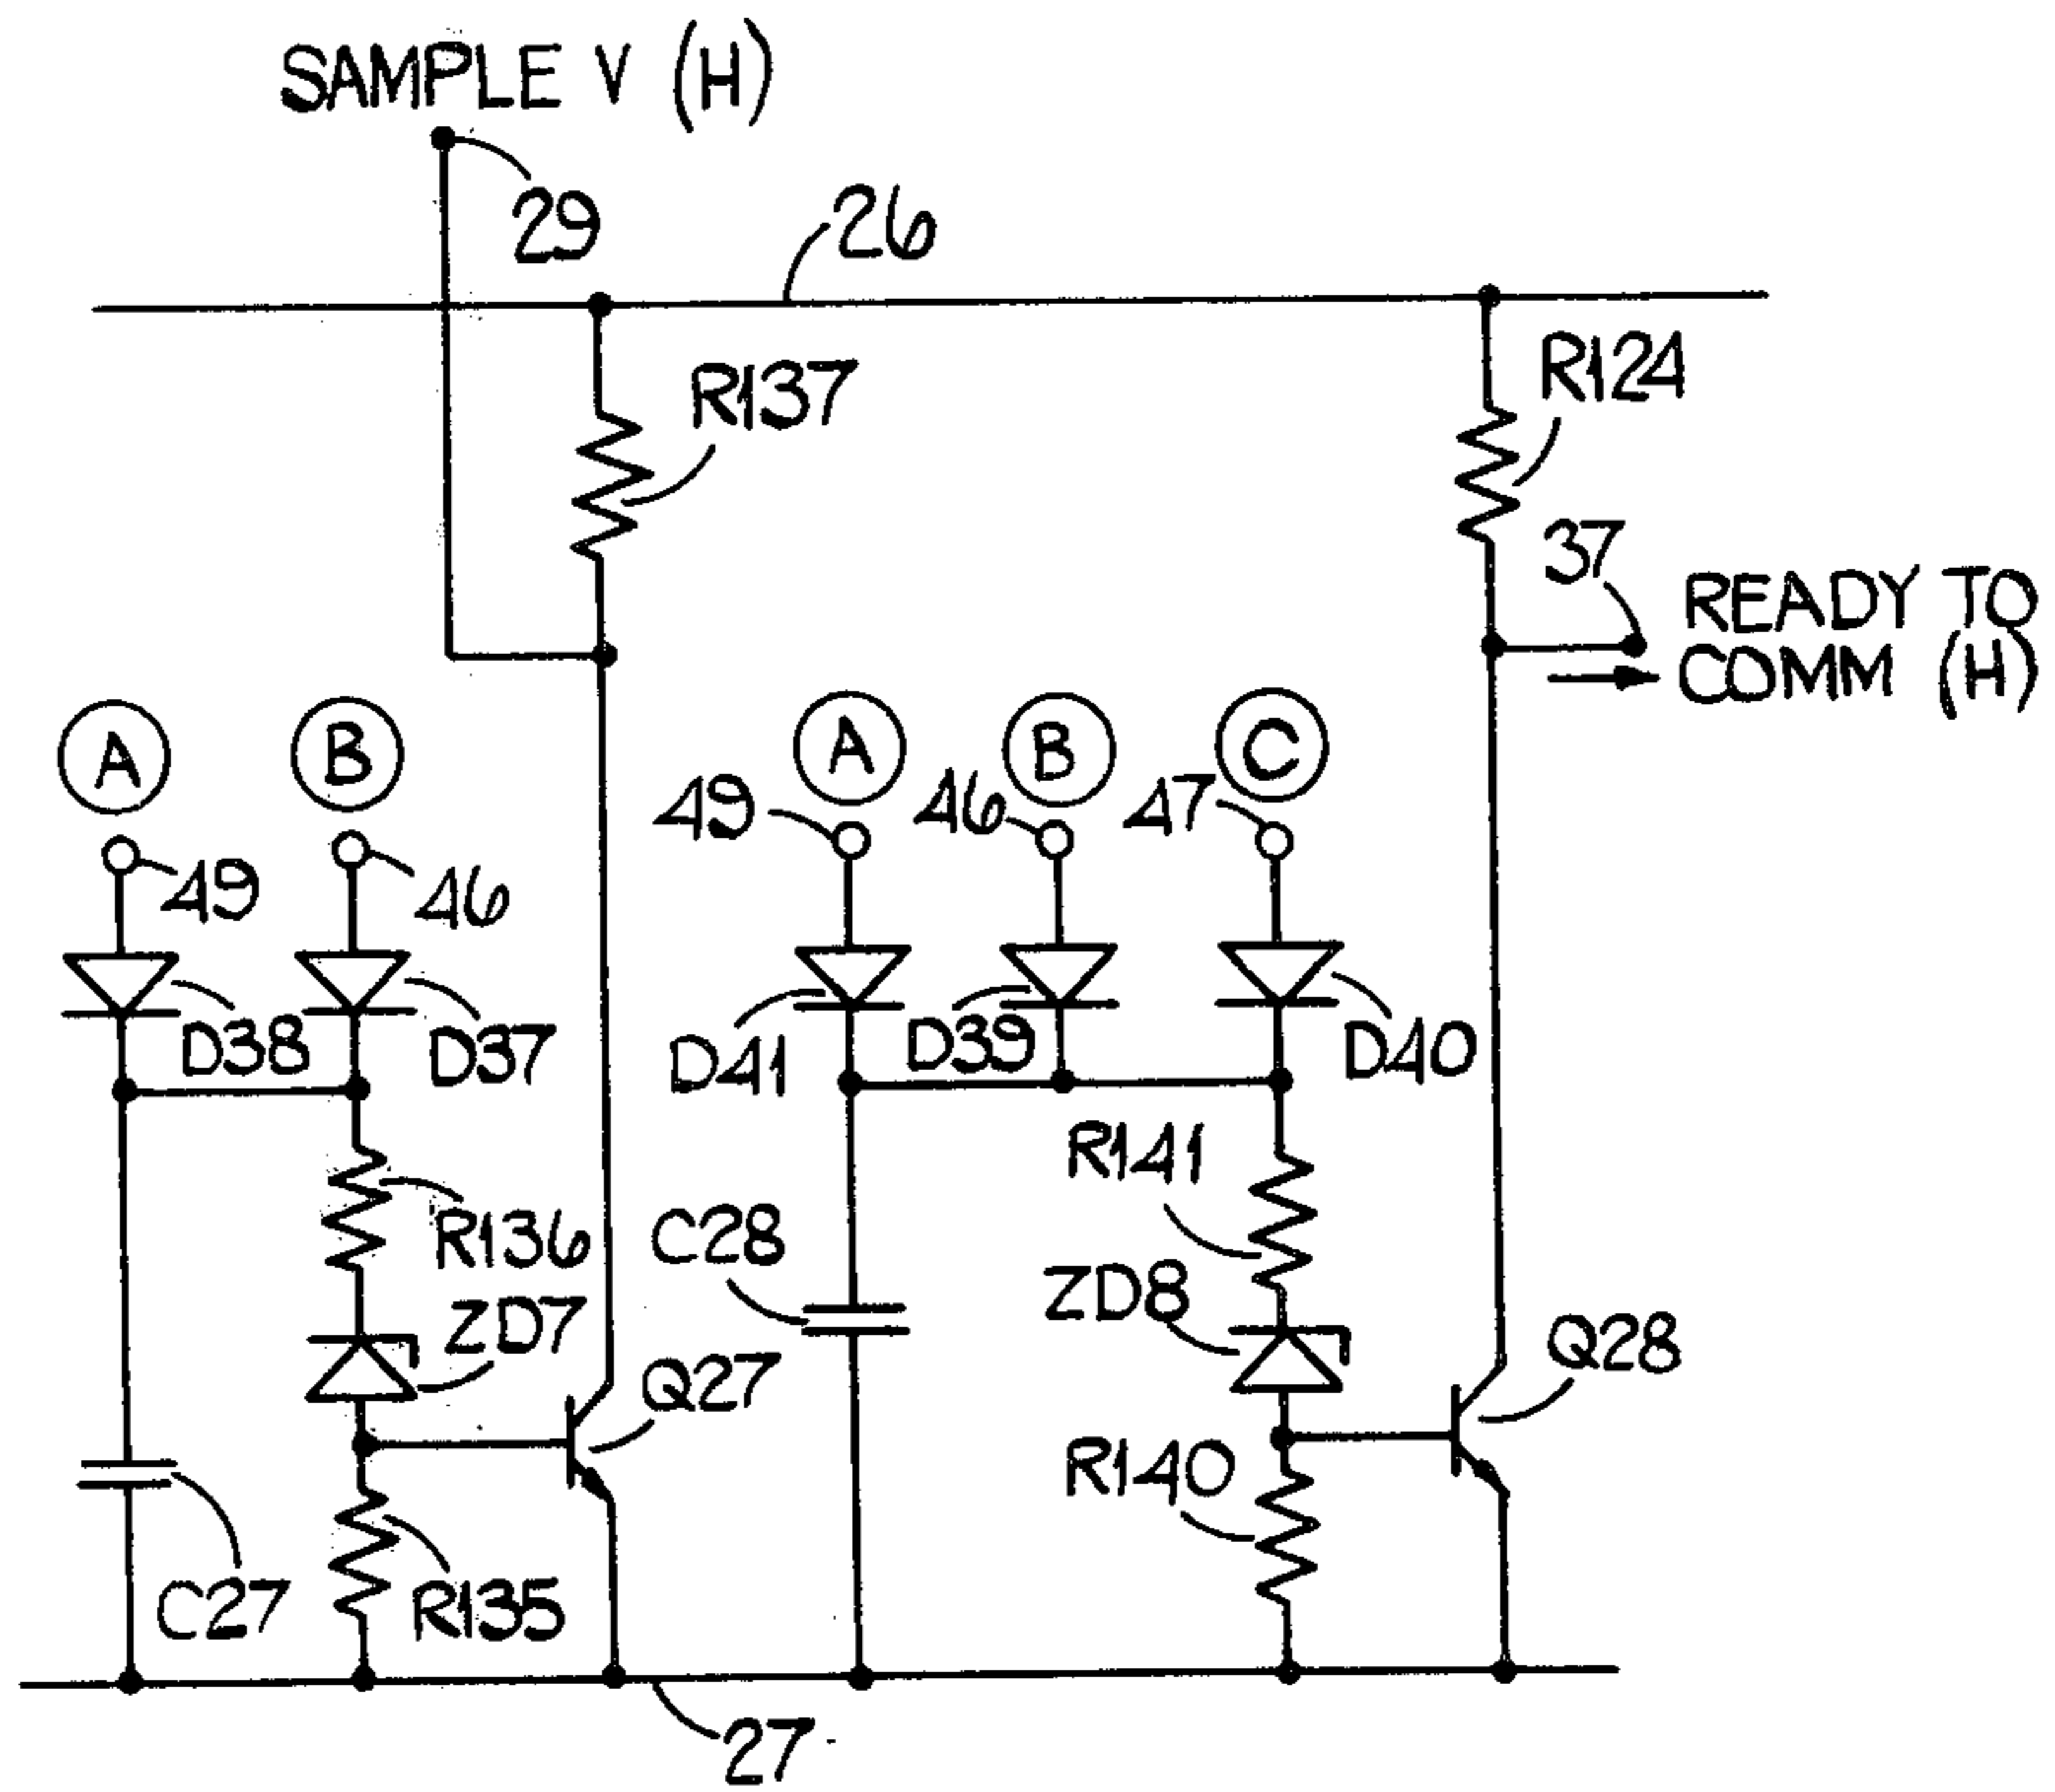 SAMPLE V (H)
29
26
R137
R124
37
READY TO
COMM (H)
A
B
A
B
C
49
46
47
49
46
D38
D37
D41
D39
D40
R141
R136
C28
ZD8
ZD7
Q27
Q28
R140
C27
R135
27